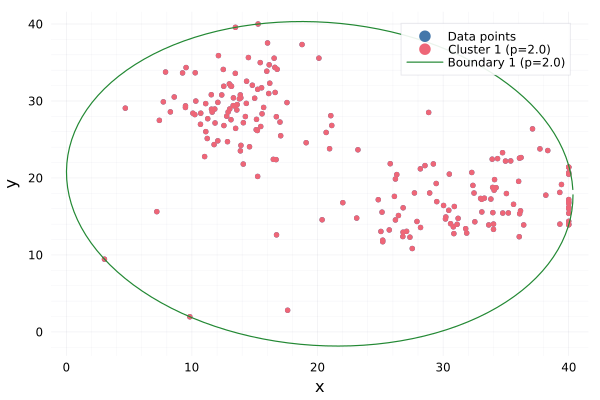 40
30
20
10
0
y
Data points
Cluster 1 (p=2.0)
Boundary 1 (p=2.0)
0 10 20 30 40
x